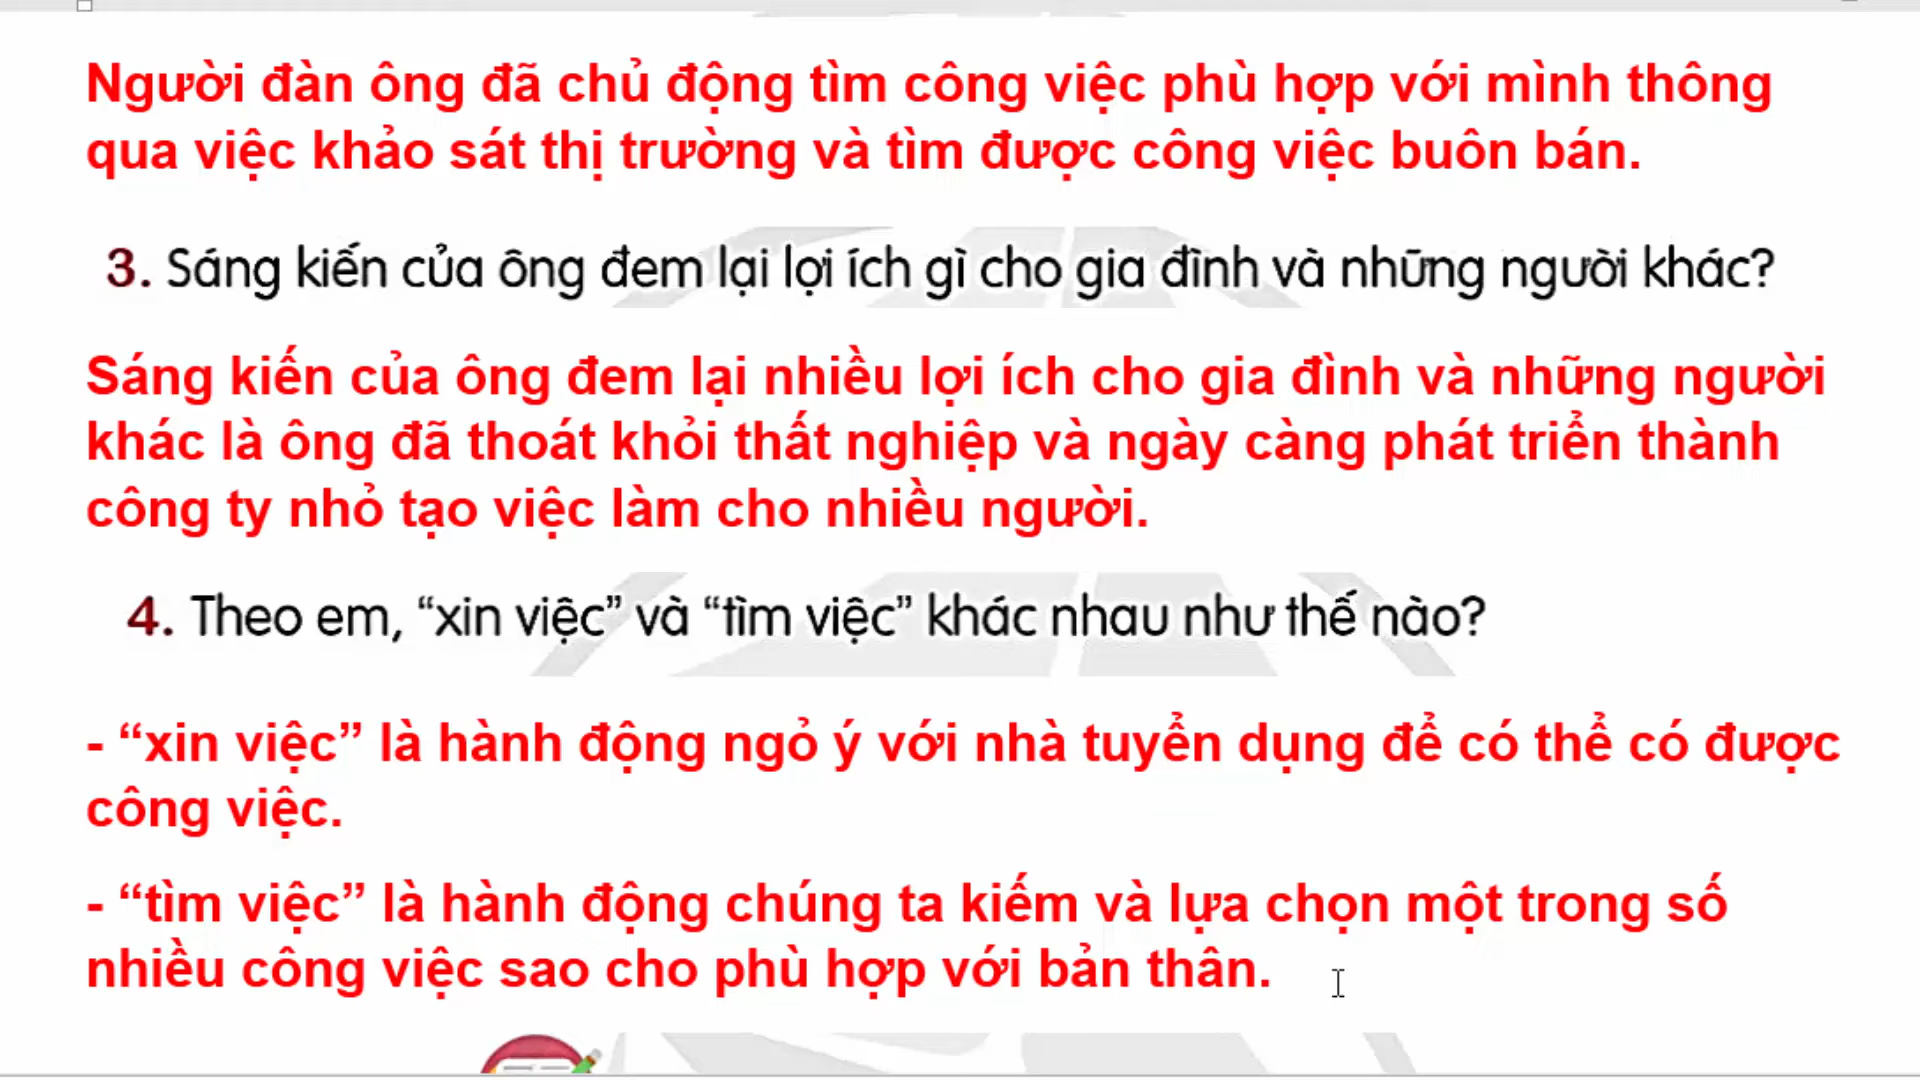 Người đàn ông đã chủ động tìm công việc phù hợp với mình thông
qua việc khảo sát thị trường và tìm được công việc buôn bán.
3. Sáng kiến của ông đem lại lợi ích gì cho gia đình và những người khác?
Sáng kiến của ông đem lại nhiều lợi ích cho gia đình và những người
khác là ông đã thoát khỏi thất nghiệp và ngày càng phát triển thành
công ty nhỏ tạo việc làm cho nhiều người.
4. Theo em, “xin việc” và “tìm việc” khác nhau như thế nào?
- “xin việc” là hành động ngỏ ý với nhà tuyển dụng để có thể có được
công việc.
- “tìm việc” là hành động chúng ta kiếm và lựa chọn một trong số
nhiều công việc sao cho phù hợp với bản thân.